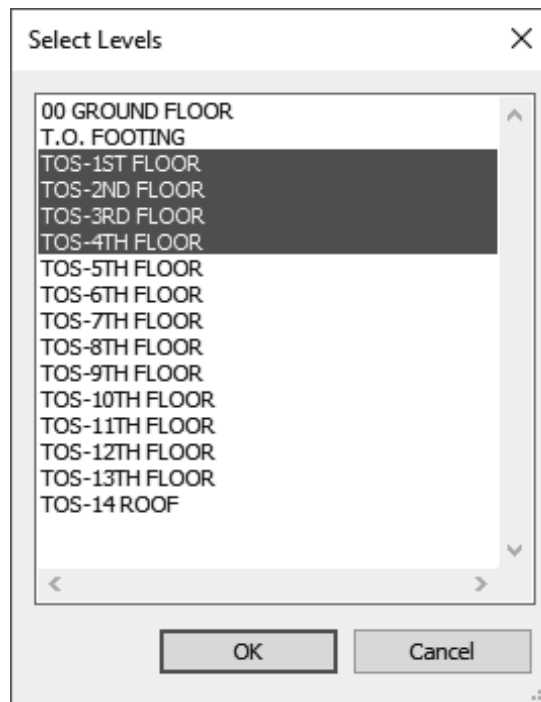 Select Levels
00 GROUND FLOOR
T.O. FOOTING
TOS-1ST FLOOR
TOS-2ND FLOOR
TOS-3RD FLOOR
TOS-4TH FLOOR
TOS-5TH FLOOR
TOS-6TH FLOOR
TOS-7TH FLOOR
TOS-8TH FLOOR
TOS-9TH FLOOR
TOS-10TH FLOOR
TOS-11TH FLOOR
TOS-12TH FLOOR
TOS-13TH FLOOR
TOS-14 ROOF
OK Cancel